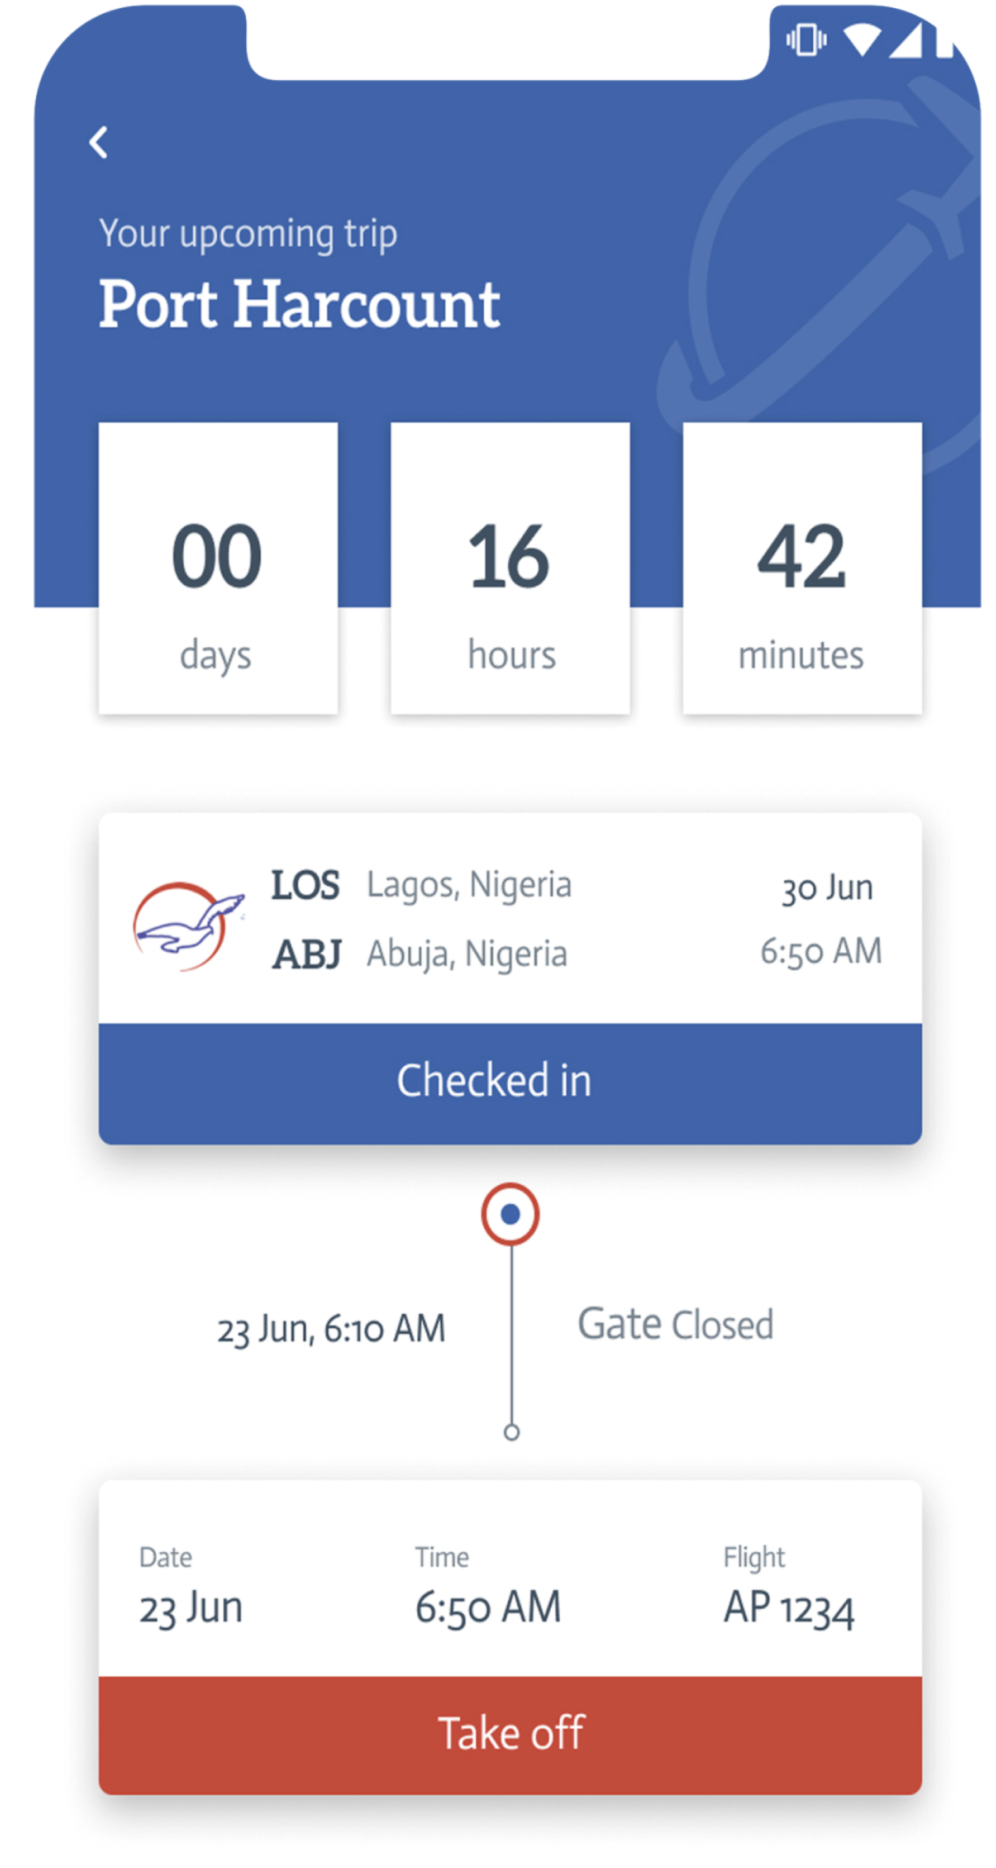 Your upcoming trip
Port Harcount
00 16 42
days hours minutes
LOS Lagos, Nigeria 30 Jun
ABJ Abuja, Nigeria 6:50 AM
Checked in
23 Jun, 6:10 AM Gate Closed
Date Time Flight
23 Jun 6:50 AM AP 1234
Take off